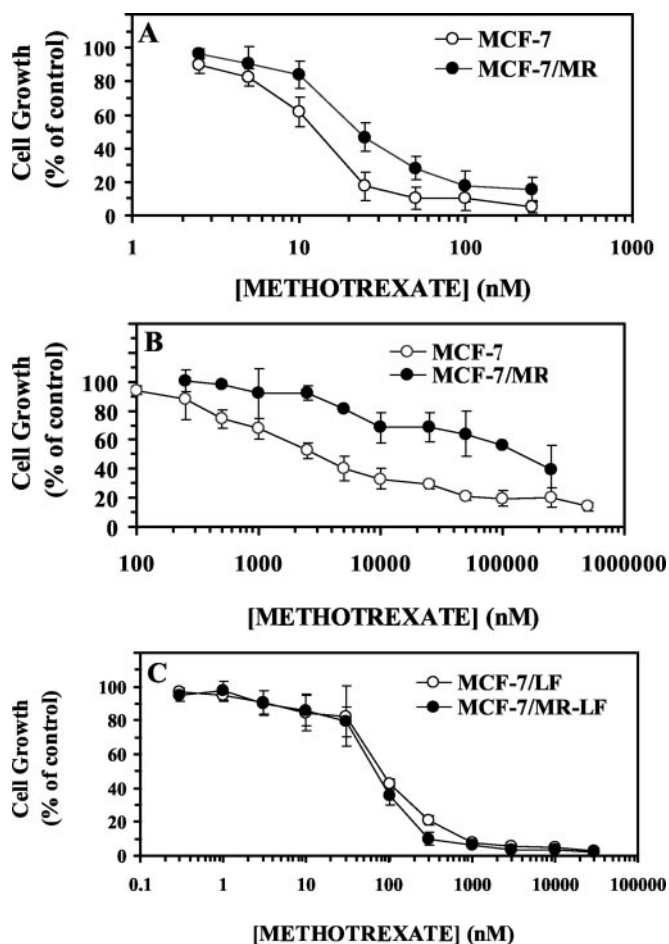 A
MCF-7
MCF-7/MR
Cell Growth
(% of control)
100
80
60
40
20
0
1 10 100 1000
[METHOTREXATE] (nM)
B
MCF-7
MCF-7/MR
Cell Growth
(% of control)
100
80
60
40
20
0
100 1000 10000 100000 1000000
[METHOTREXATE] (nM)
C
MCF-7/LF
MCF-7/MR-LF
Cell Growth
(% of control)
100
80
60
40
20
0
0.1 1 10 100 1000 10000 100000
[METHOTREXATE] (nM)